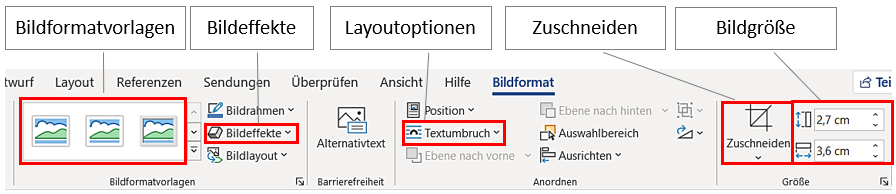 Bildformatvorlagen Bildeffekte Layoutoptionen Zuschneiden Bildgröße
twurf Layout Referenzen Sendungen Überprüfen Ansicht Hilfe Bildformat Tei
Bildrahmen Position Ebene nach hinten 2,7 cm
Bildeffekte Alternativtext Textumbruch Auswahlbereich Zuschneiden
Bildlayout Ebene nach vorne Ausrichten 3,6 cm
Bildformatvorlagen Barrierefreiheit Anordnen Größe